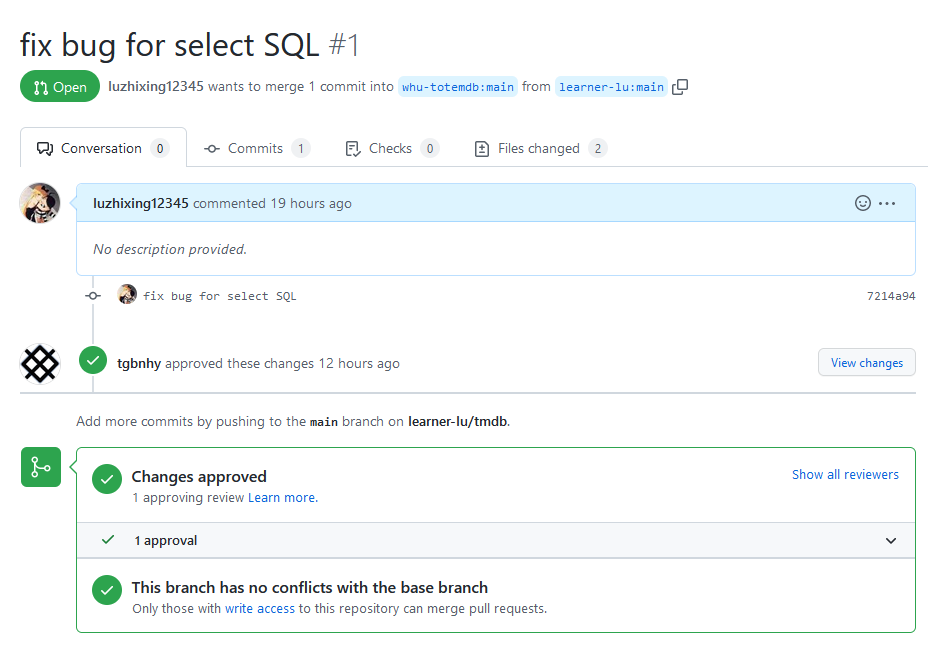 fix bug for select SQL #1
Open luzhixing12345 wants to merge 1 commit into whu-totemdb:main from learner-lu:main
Conversation 0 Commits 1 Checks 0 Files changed 2
luzhixing12345 commented 19 hours ago
No description provided.
fix bug for select SQL 7214a94
tgbnhy approved these changes 12 hours ago View changes
Add more commits by pushing to the main branch on learner-lu/tmdb.
Changes approved Show all reviewers
1 approving review Learn more.
1 approval
This branch has no conflicts with the base branch
Only those with write access to this repository can merge pull requests.